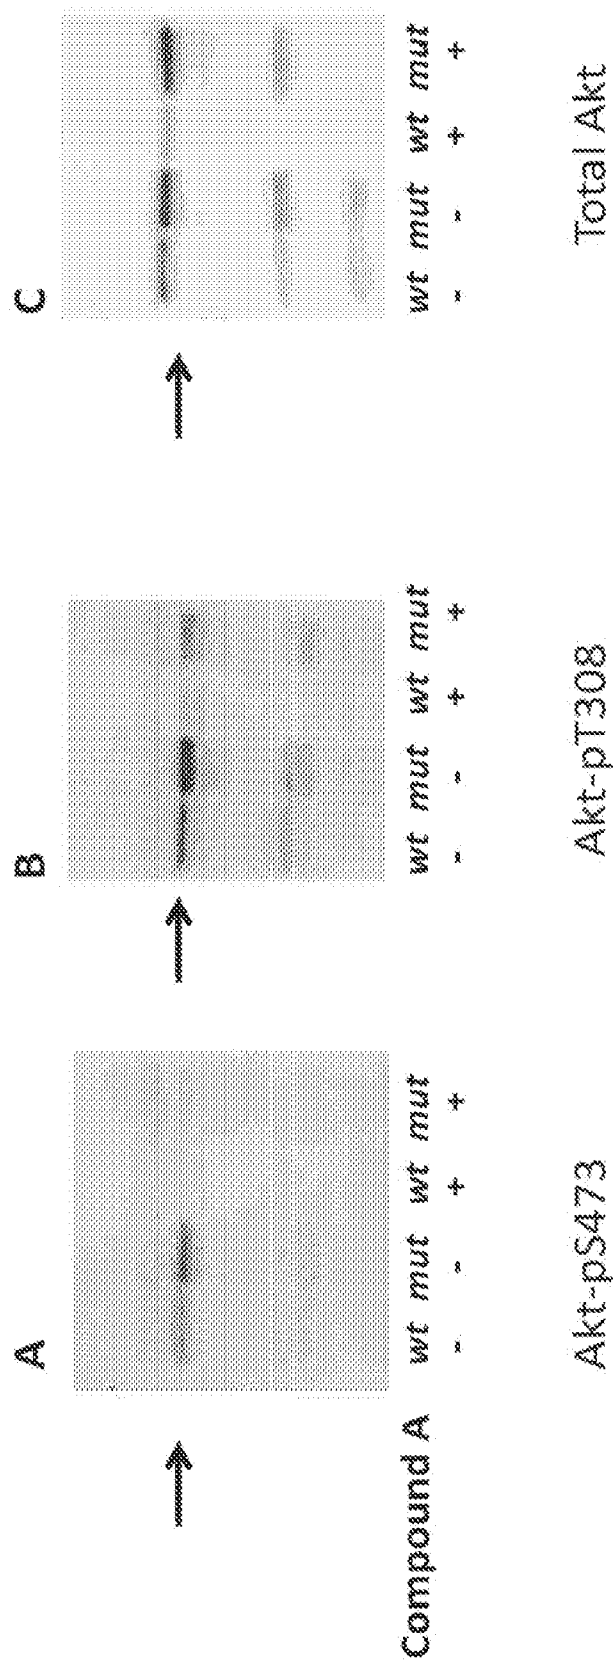 A
B
C
wt mut wt mut
wt mut wt mut
wt mut wt mut
Compound A
- - + +
- - + +
- - + +
Akt-pS473
Akt-pT308
Total Akt